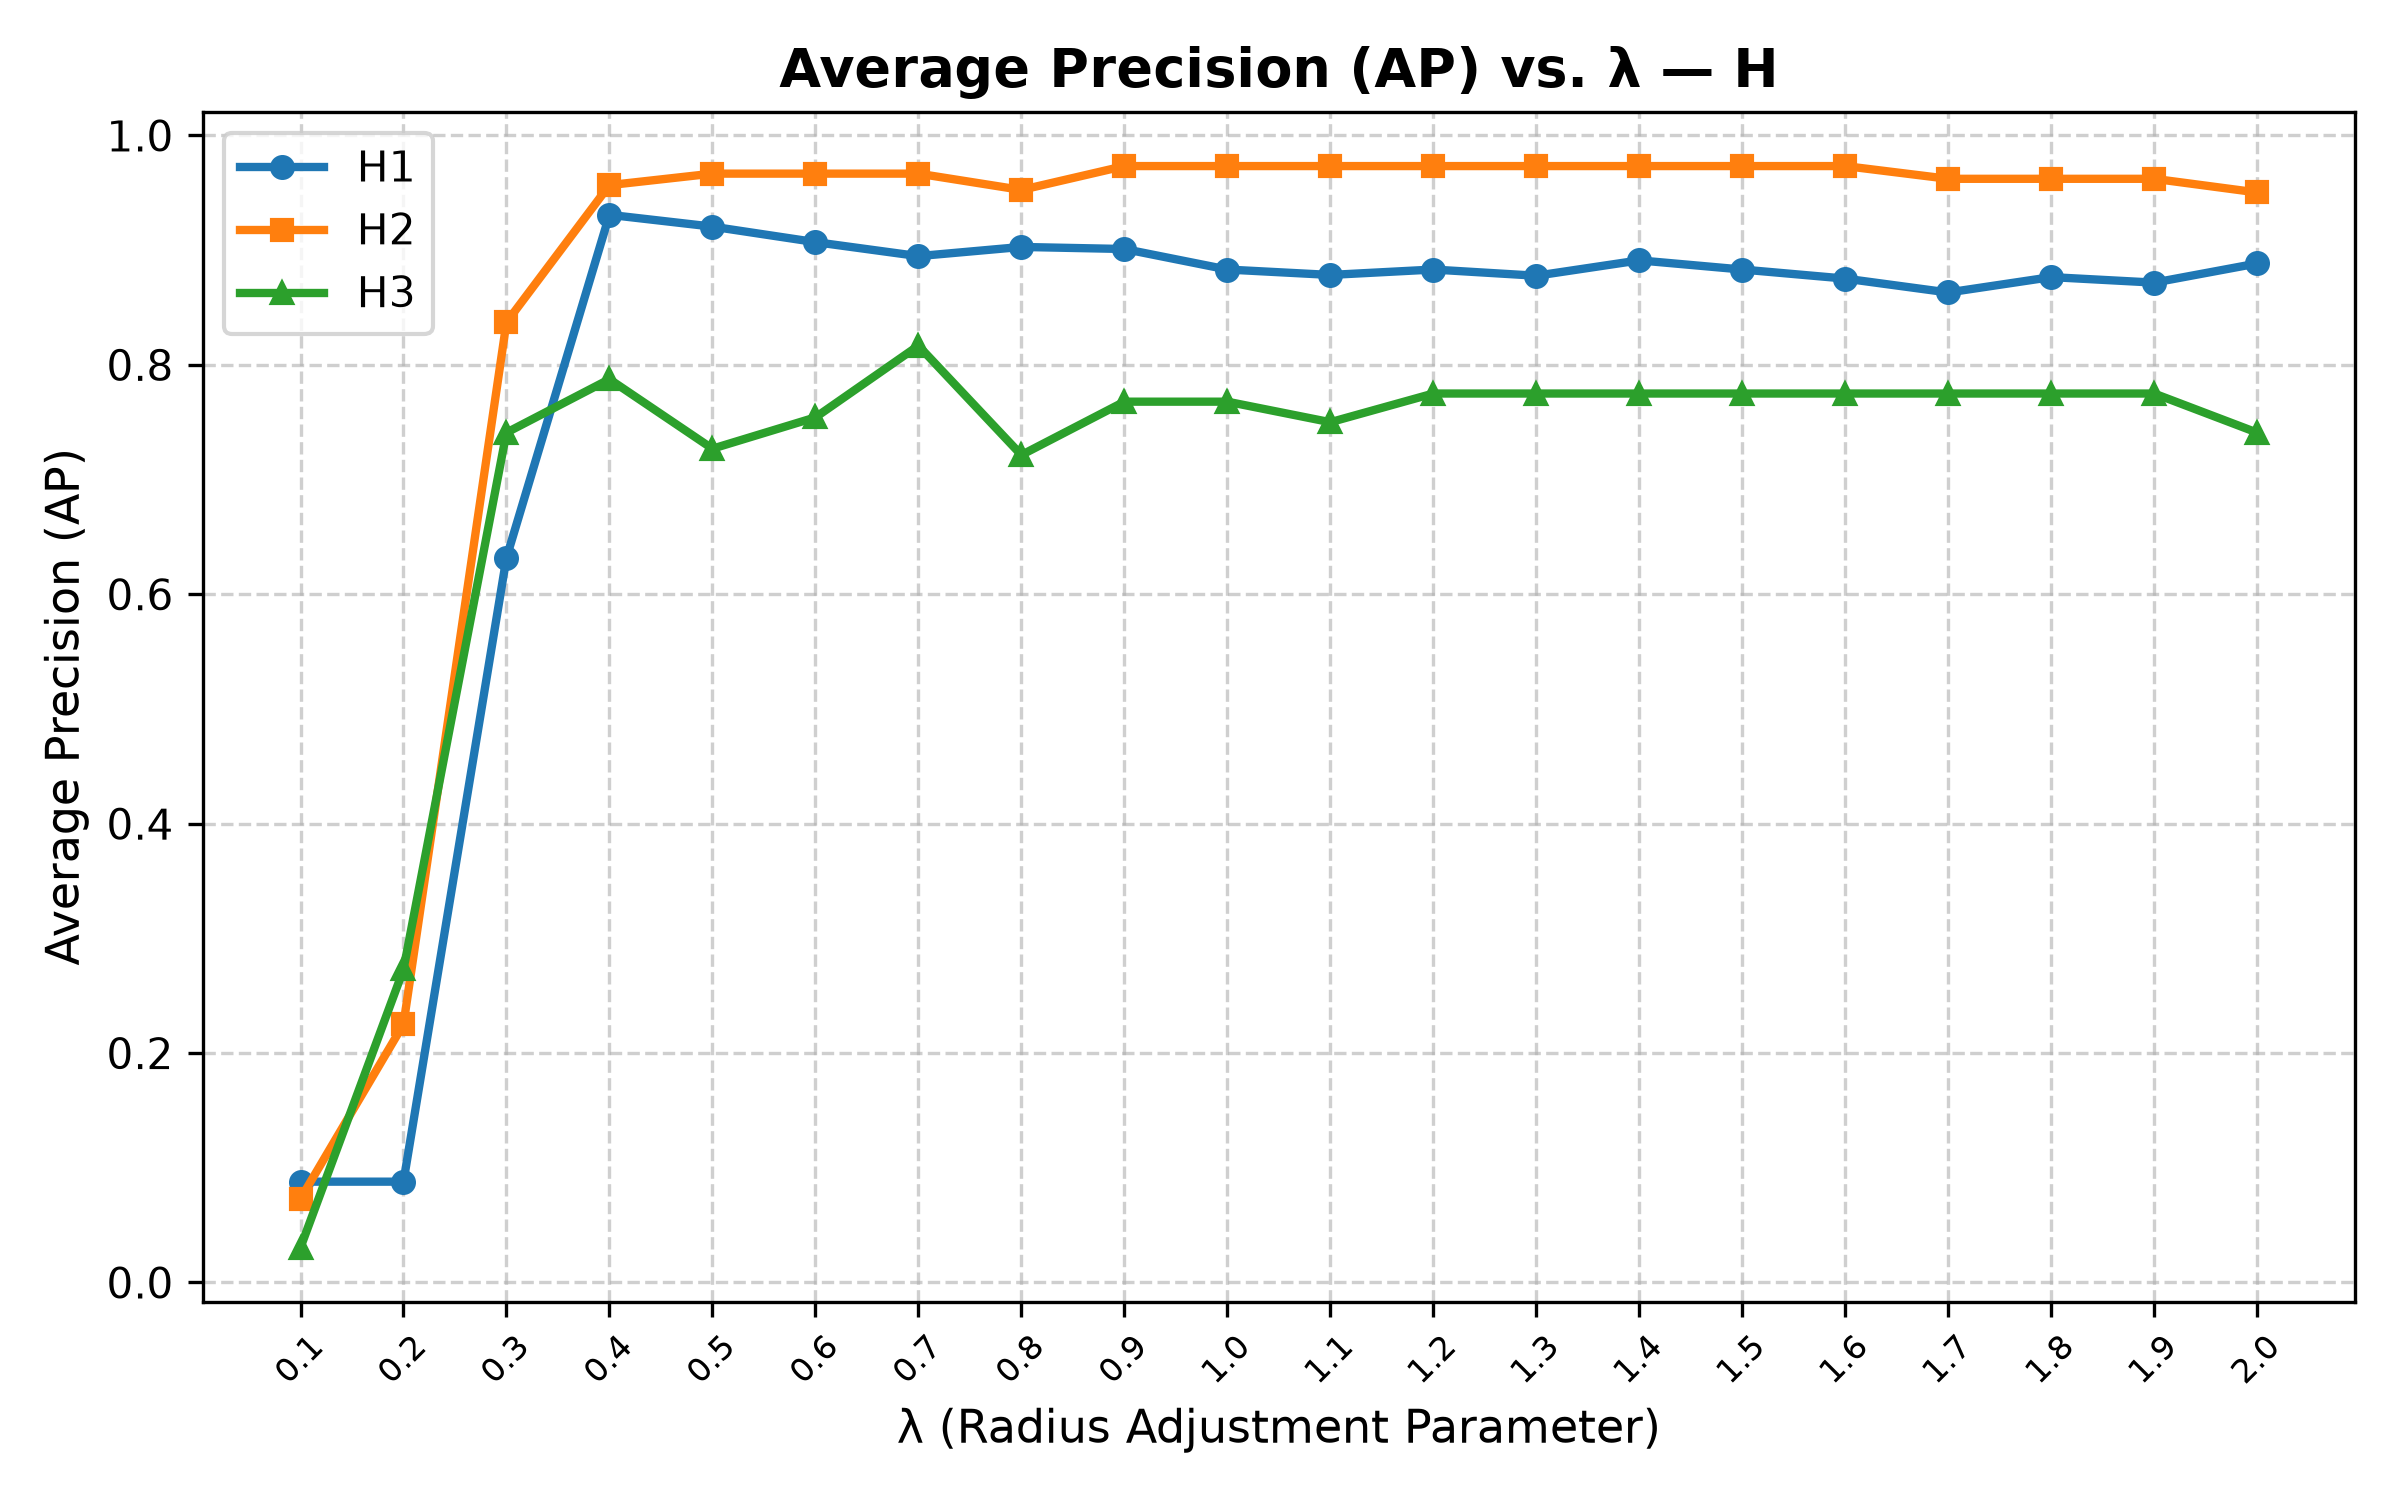 Average Precision (AP) vs. λ — H
H1
H2
H3
Average Precision (AP)
1.0
0.8
0.6
0.4
0.2
0.0
0.1 0.2 0.3 0.4 0.5 0.6 0.7 0.8 0.9 1.0 1.1 1.2 1.3 1.4 1.5 1.6 1.7 1.8 1.9 2.0
λ (Radius Adjustment Parameter)